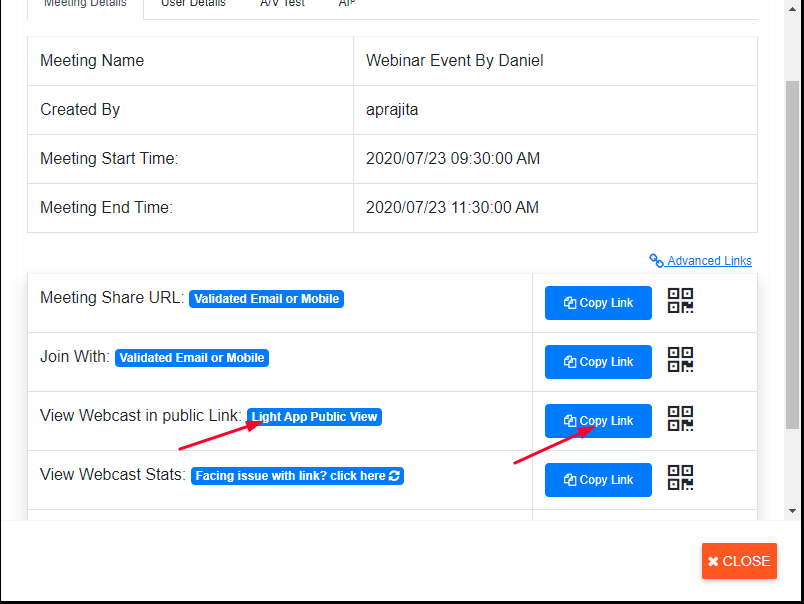 Meeting Details User Details A/V Test API
Meeting Name Webinar Event By Daniel
Created By aprajita
Meeting Start Time: 2020/07/23 09:30:00 AM
Meeting End Time: 2020/07/23 11:30:00 AM
Advanced Links
Meeting Share URL: Validated Email or Mobile Copy Link
Join With: Validated Email or Mobile Copy Link
View Webcast in public Link: Light App Public View Copy Link
View Webcast Stats: Facing issue with link? click here Copy Link
CLOSE